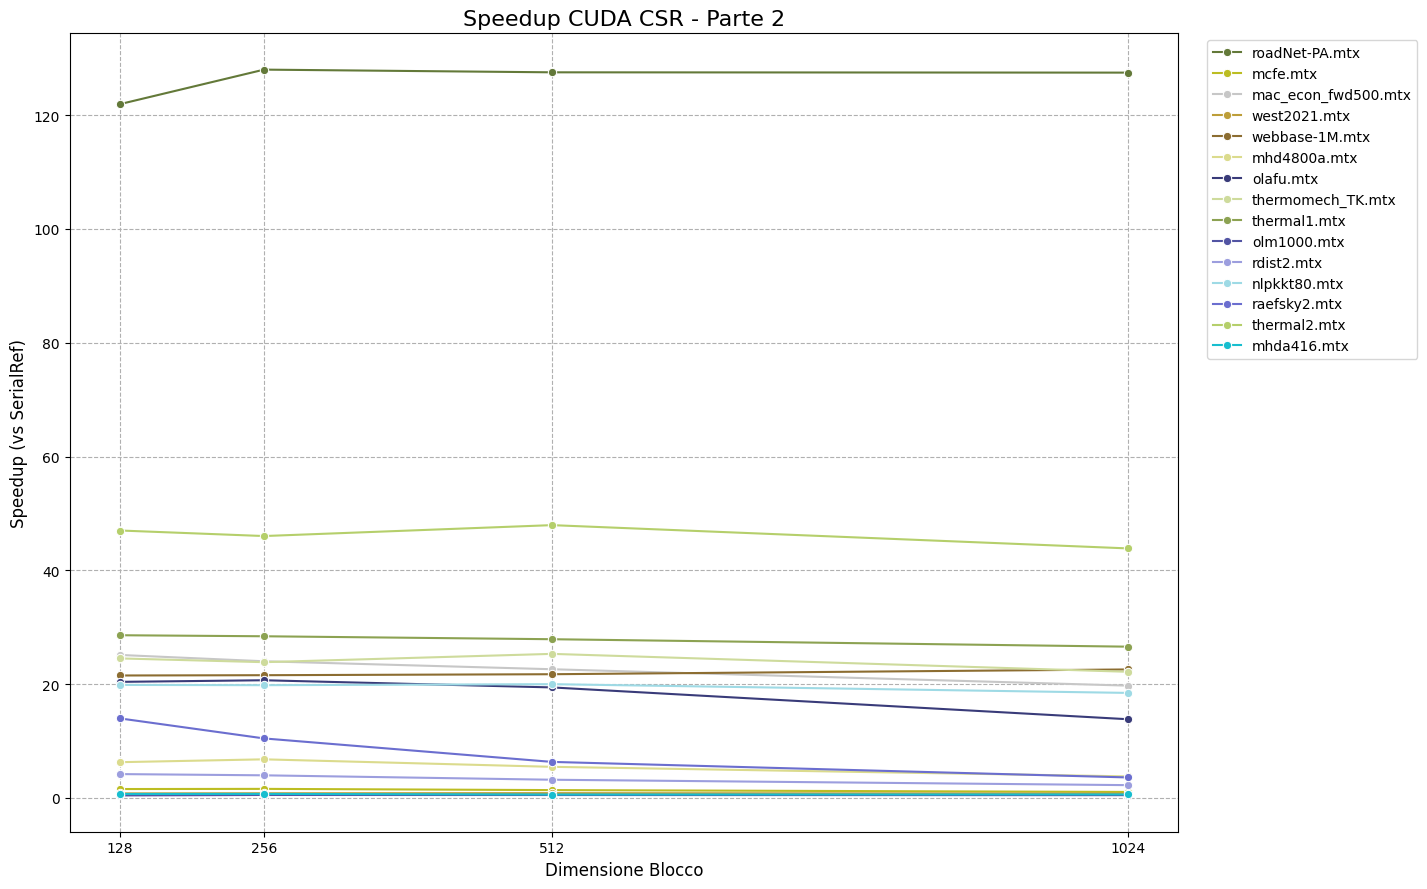 Speedup CUDA CSR - Parte 2
Speedup (vs SerialRef)
120
100
80
60
40
20
0
128
256
512
1024
Dimensione Blocco
roadNet-PA.mtx
mcfe.mtx
mac_econ_fwd500.mtx
west2021.mtx
webbase-1M.mtx
mhd4800a.mtx
olafu.mtx
thermomech_TK.mtx
thermal1.mtx
olm1000.mtx
rdist2.mtx
nlpkkt80.mtx
raefsky2.mtx
thermal2.mtx
mhda416.mtx